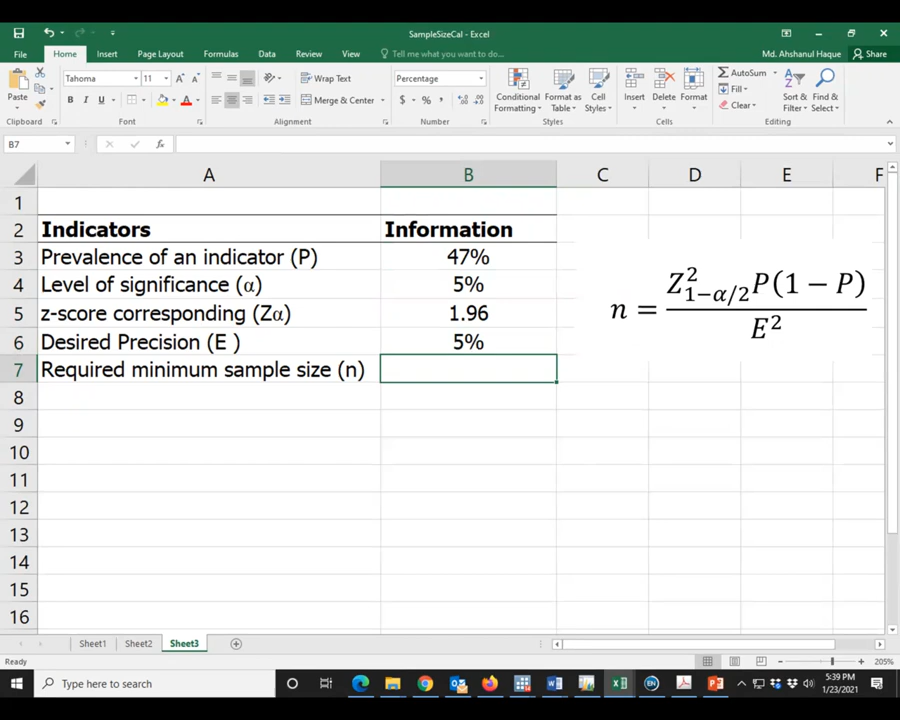 SampleSizeCal - Excel
File Home Insert Page Layout Formulas Data Review View Tell me what you want to do... Md. Ahshanul Haque Share
Paste
Clipboard
Tahoma 11 A A
B I U A
Font
Wrap Text
Merge & Center
Alignment
Percentage
$ % ,
Number
Conditional Formatting
Format as Table
Cell Styles
Styles
Insert Delete Format
Cells
AutoSum
Fill
Clear
Sort & Filter
Find & Select
Editing
B7 fx
A B C D E F
1
2 Indicators Information
3 Prevalence of an indicator (P) 47%
4 Level of significance (α) 5%
5 z-score corresponding (Zα) 1.96
6 Desired Precision (E ) 5%
7 Required minimum sample size (n)
n = Z²₁₋α/₂ P(1 − P) / E²
8
9
10
11
12
13
14
15
16
Sheet1 Sheet2 Sheet3
Ready 205%
Type here to search
5:39 PM
1/23/2021